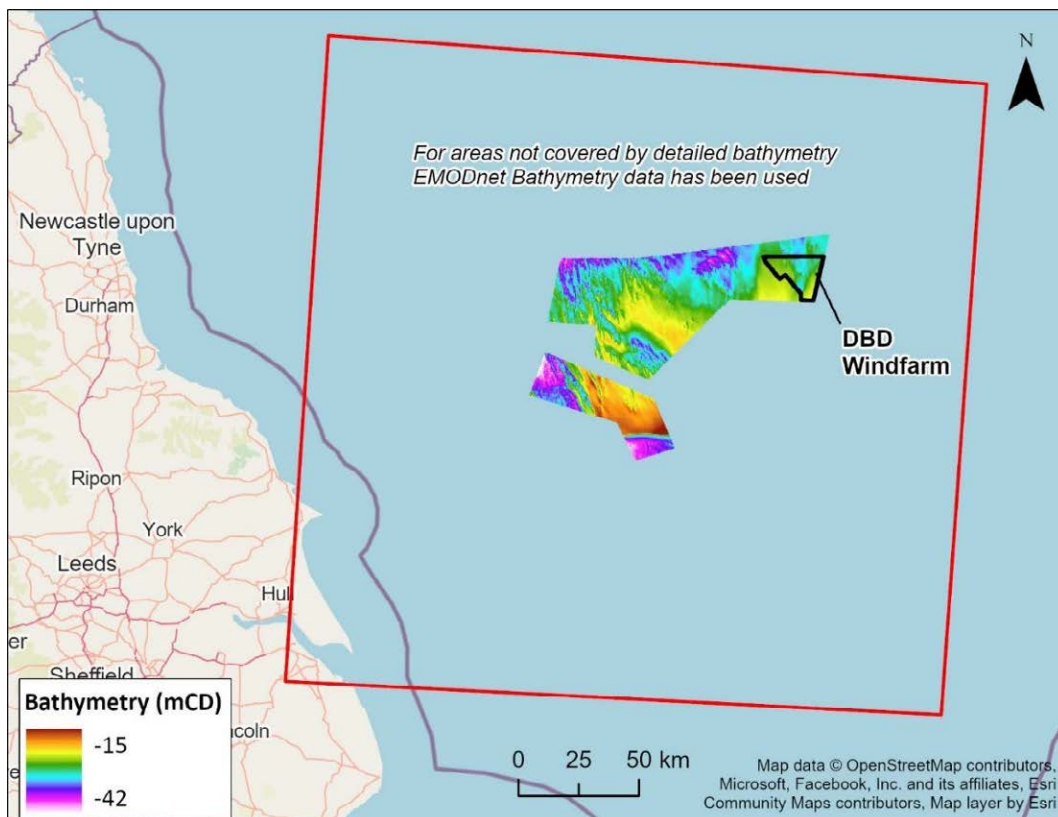 N
For areas not covered by detailed bathymetry
EMODnet Bathymetry data has been used
Newcastle upon
Tyne
Durham
DBD
Windfarm
Ripon
York
Leeds
Hull
er
Sheffield
Bathymetry (mCD)
-15
-42
coln
0 25 50 km
Map data © OpenStreetMap contributors,
Microsoft, Facebook, Inc. and its affiliates, Esri
Community Maps contributors, Map layer by Esri